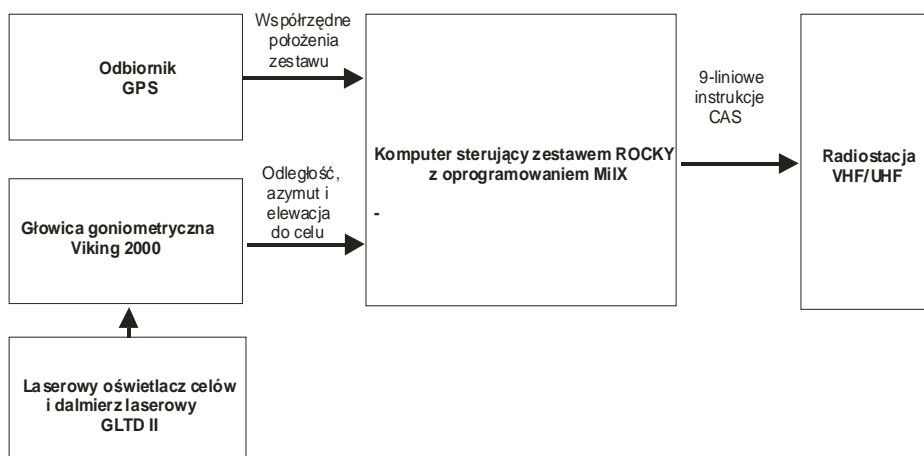 Odbiornik
GPS
Współrzędne
położenia
zestawu
Głowica goniometryczna
Viking 2000
Odległość,
azymut i
elewacja
do celu
Laserowy oświetlacz celów
i dalmierz laserowy
GLTD II
Komputer sterujący zestawem ROCKY
z oprogramowaniem MilX
-
9-liniowe
instrukcje
CAS
Radiostacja
VHF/UHF